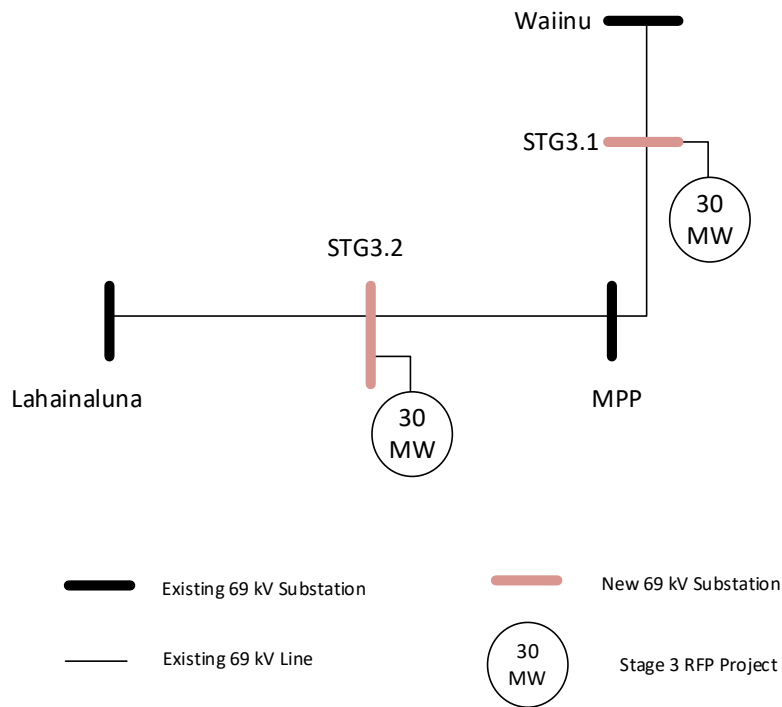 Waiinu
STG3.1
30
MW
STG3.2
Lahainaluna
MPP
30
MW
Existing 69 kV Substation
New 69 kV Substation
Existing 69 kV Line
30
MW
Stage 3 RFP Project